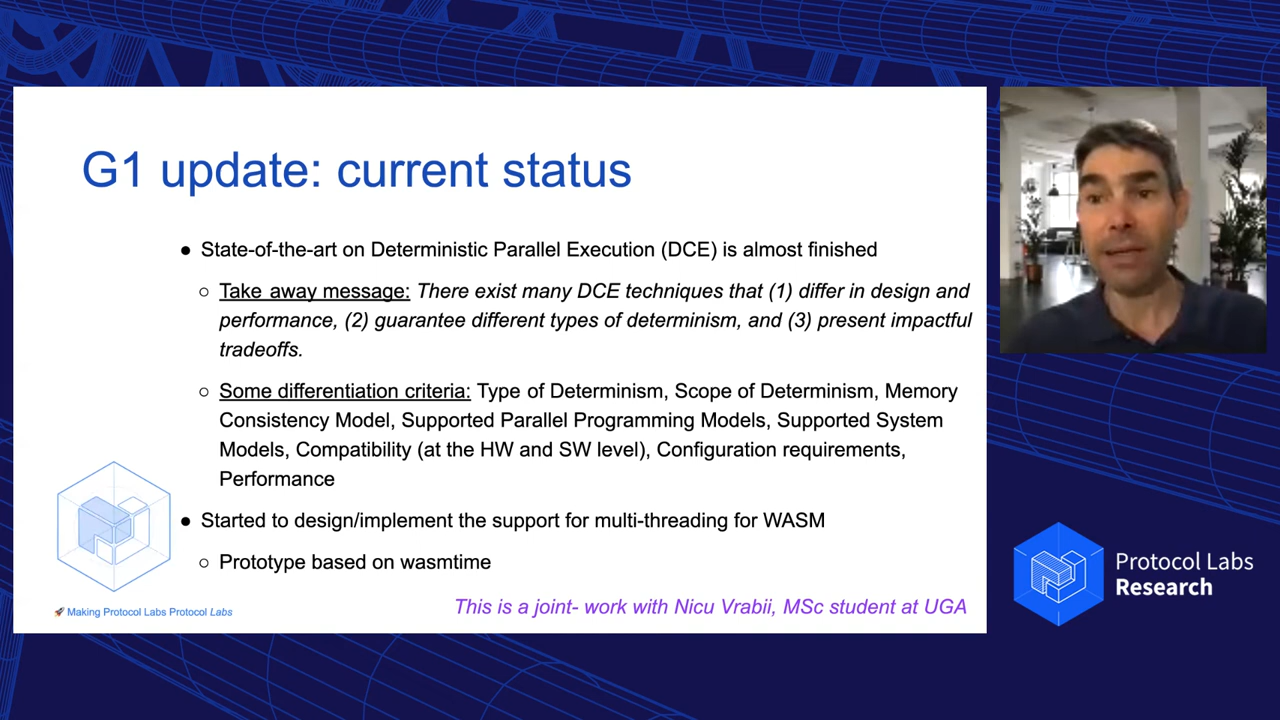 G1 update: current status
● State-of-the-art on Deterministic Parallel Execution (DCE) is almost finished
○ Take away message: There exist many DCE techniques that (1) differ in design and
performance, (2) guarantee different types of determinism, and (3) present impactful
tradeoffs.
○ Some differentiation criteria: Type of Determinism, Scope of Determinism, Memory
Consistency Model, Supported Parallel Programming Models, Supported System
Models, Compatibility (at the HW and SW level), Configuration requirements,
Performance
● Started to design/implement the support for multi-threading for WASM
○ Prototype based on wasmtime
This is a joint- work with Nicu Vrabii, MSc student at UGA
🚀 Making Protocol Labs Protocol Labs
Protocol Labs
Research